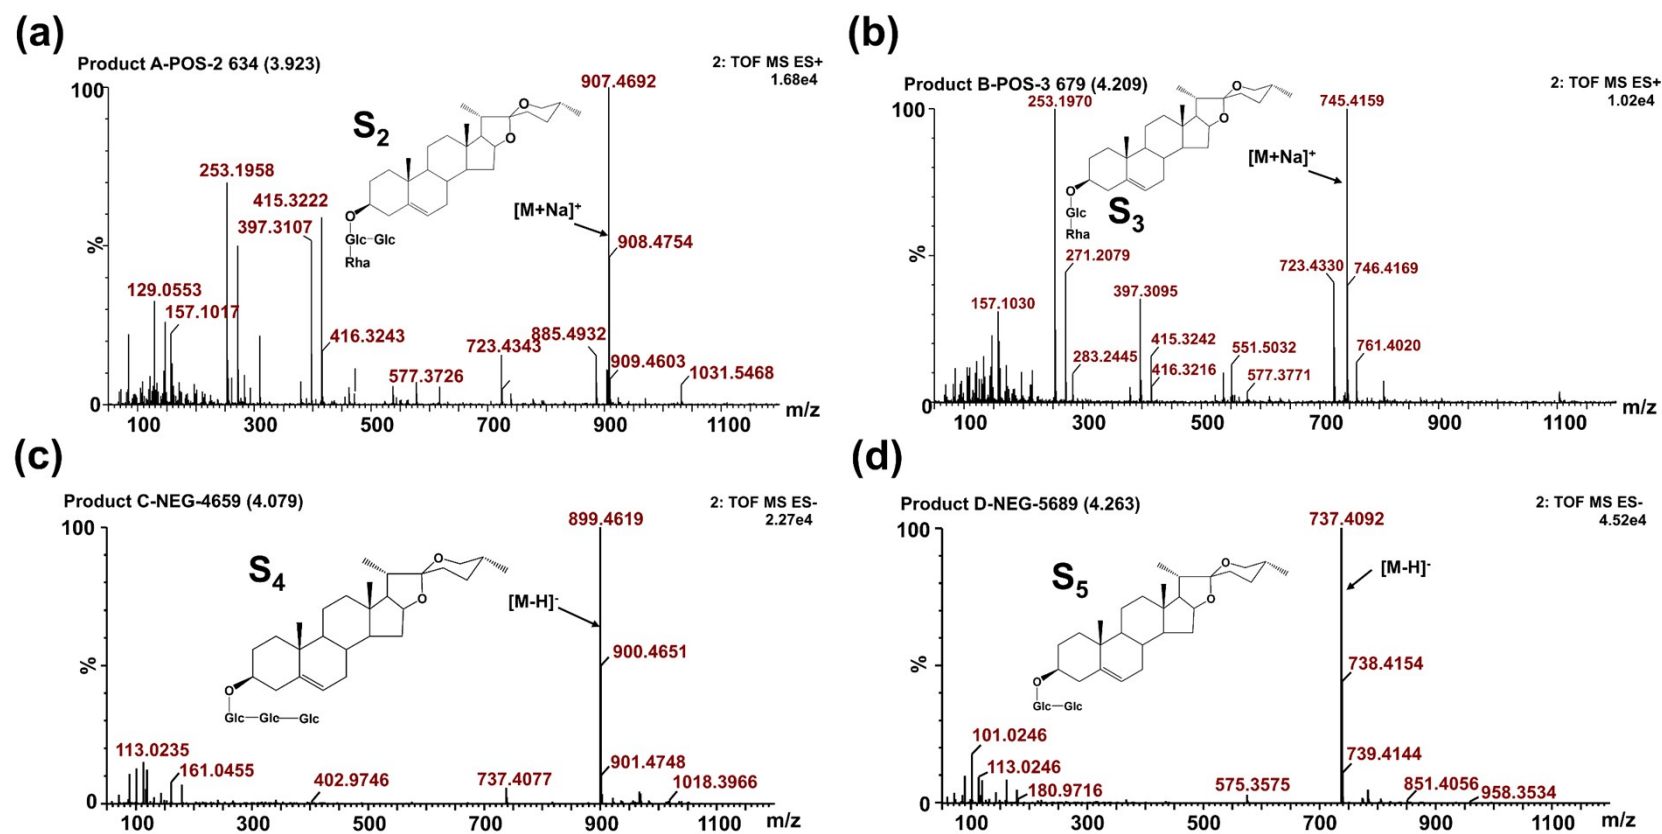 (a)
Product A-POS-2 634 (3.923)
2: TOF MS ES+
1.68e4
100
%
0
907.4692
253.1958
415.3222
397.3107
[M+Na]+
908.4754
129.0553
157.1017
416.3243
577.3726
723.4343
885.4932
909.4603
1031.5468
S2
O
O
O
Glc-Glc
Rha
100 300 500 700 900 1100 m/z
(b)
Product B-POS-3 679 (4.209)
2: TOF MS ES+
1.02e4
100
%
0
253.1970
745.4159
[M+Na]+
271.2079
723.4330
746.4169
157.1030
397.3095
283.2445
415.3242
416.3216
551.5032
577.3771
761.4020
S3
O
O
O
Glc
Rha
100 300 500 700 900 1100 m/z
(c)
Product C-NEG-4659 (4.079)
2: TOF MS ES-
2.27e4
100
%
0
899.4619
[M-H]-
900.4651
113.0235
161.0455
402.9746
737.4077
901.4748
1018.3966
S4
O
O
O
Glc—Glc—Glc
100 300 500 700 900 1100 m/z
(d)
Product D-NEG-5689 (4.263)
2: TOF MS ES-
4.52e4
100
%
0
737.4092
[M-H]-
738.4154
101.0246
113.0246
180.9716
575.3575
739.4144
851.4056
958.3534
S5
O
O
O
Glc—Glc
100 300 500 700 900 1100 m/z